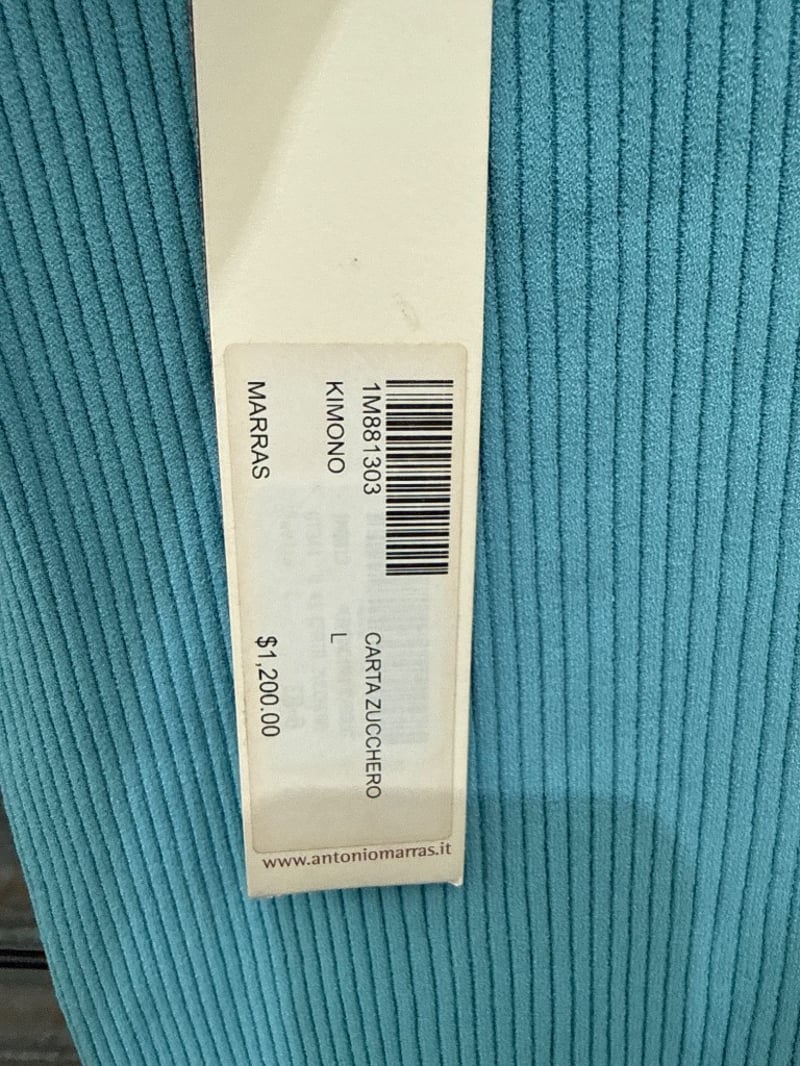 1M881303 CARTA ZUCCHERO
KIMONO L
MARRAS $1,200.00
www.antoniomarras.it